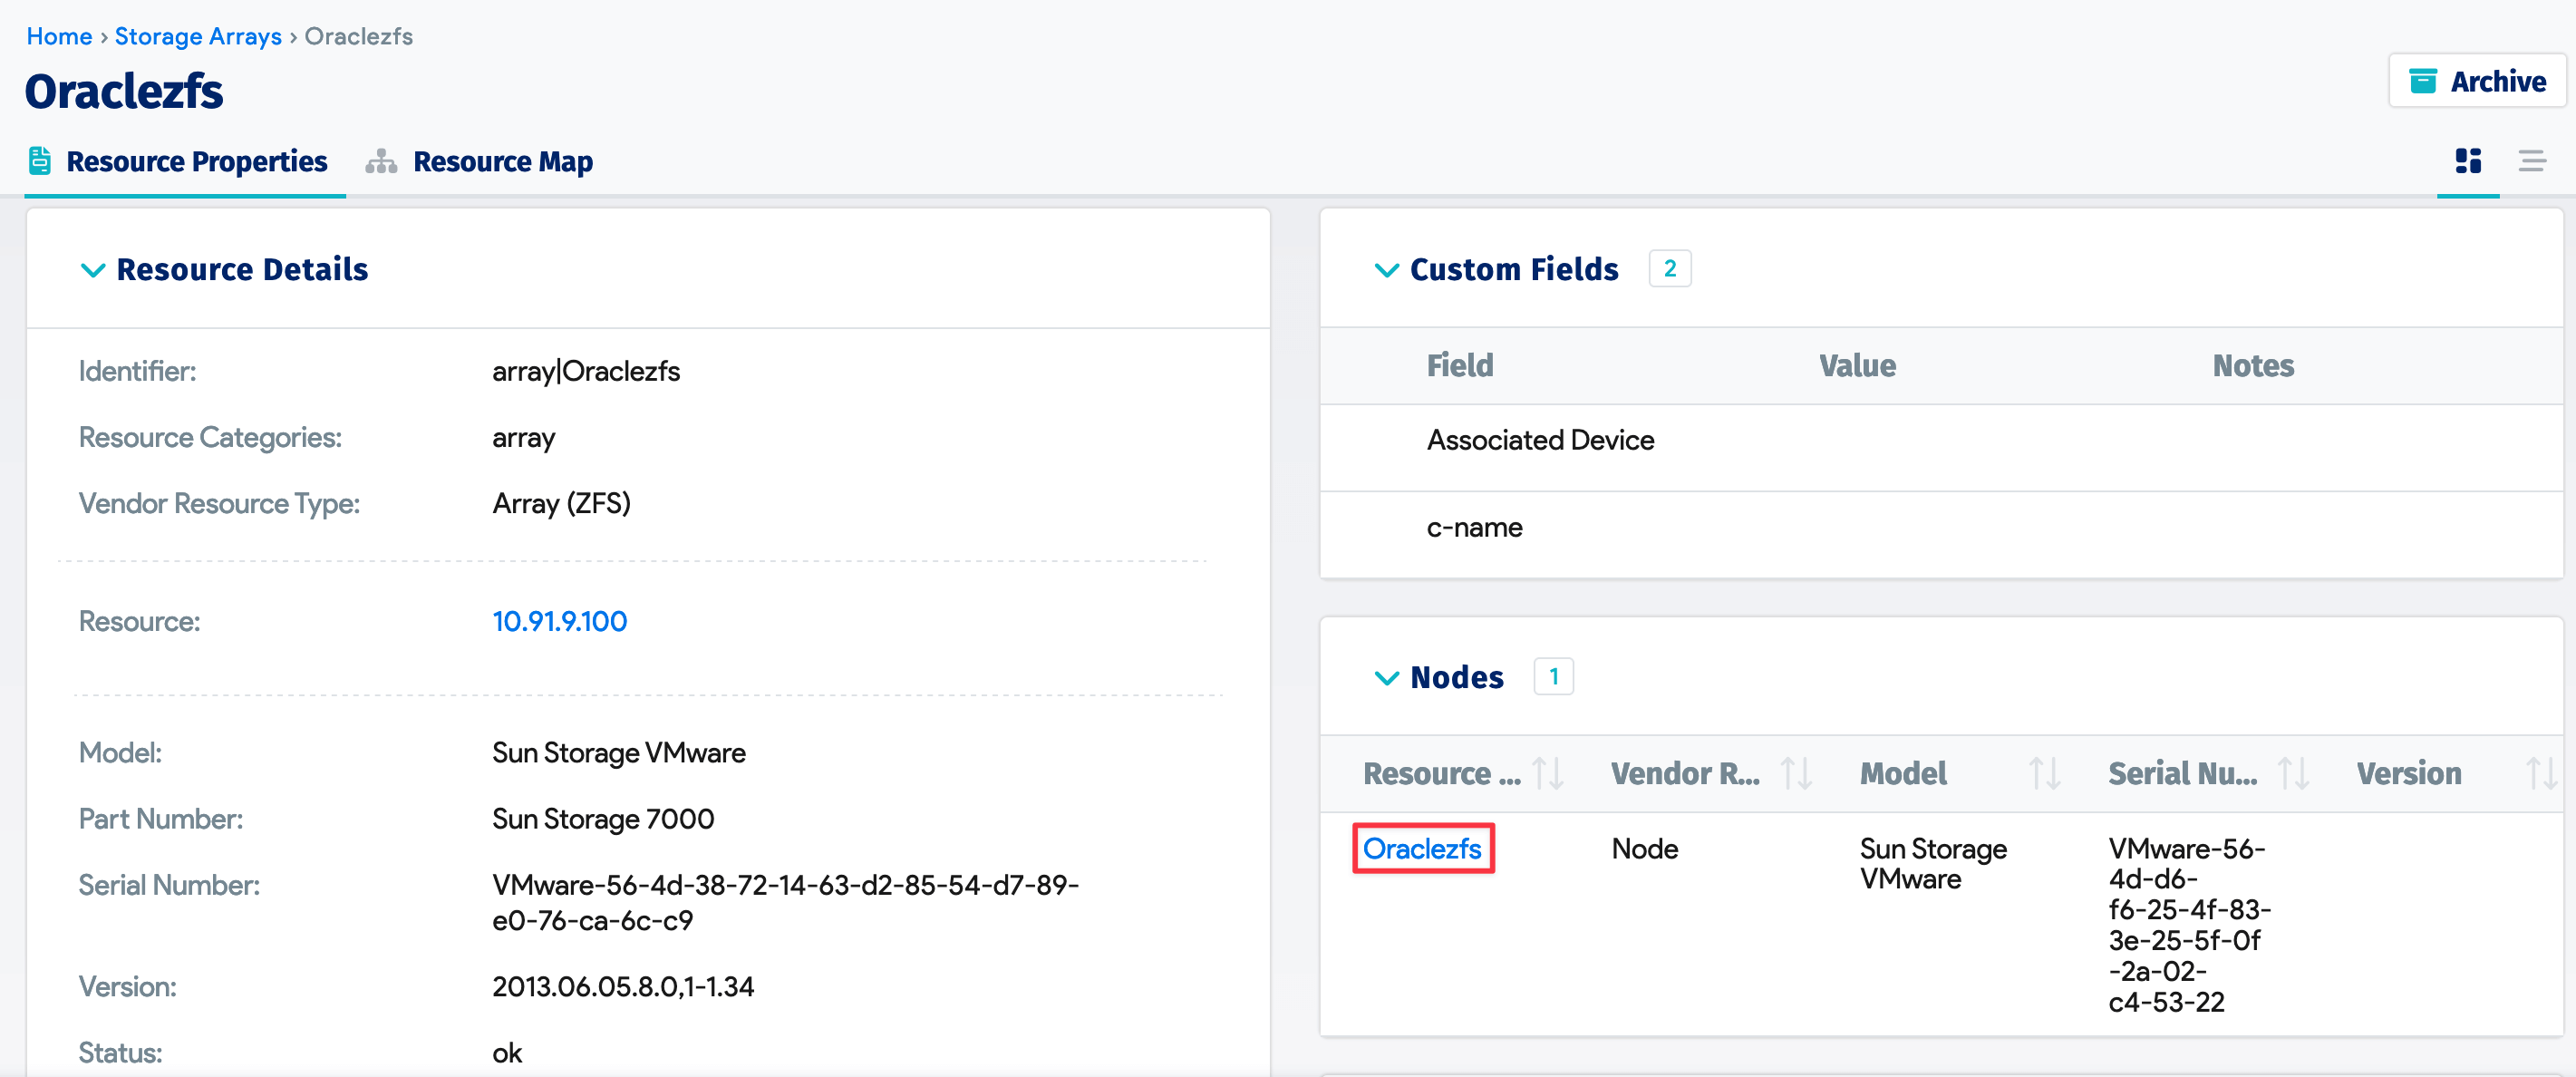 Home › Storage Arrays › Oraclezfs
Oraclezfs
Archive
Resource Properties
Resource Map
Resource Details
Identifier: array|Oraclezfs
Resource Categories: array
Vendor Resource Type: Array (ZFS)
Resource: 10.91.9.100
Model: Sun Storage VMware
Part Number: Sun Storage 7000
Serial Number: VMware-56-4d-38-72-14-63-d2-85-54-d7-89-
e0-76-ca-6c-c9
Version: 2013.06.05.8.0,1-1.34
Status: ok
Custom Fields 2
Field Value Notes
Associated Device
c-name
Nodes 1
Resource ... Vendor R... Model Serial Nu... Version
Oraclezfs Node Sun Storage VMware-56-
VMware 4d-d6-
f6-25-4f-83-
3e-25-5f-0f
-2a-02-
c4-53-22